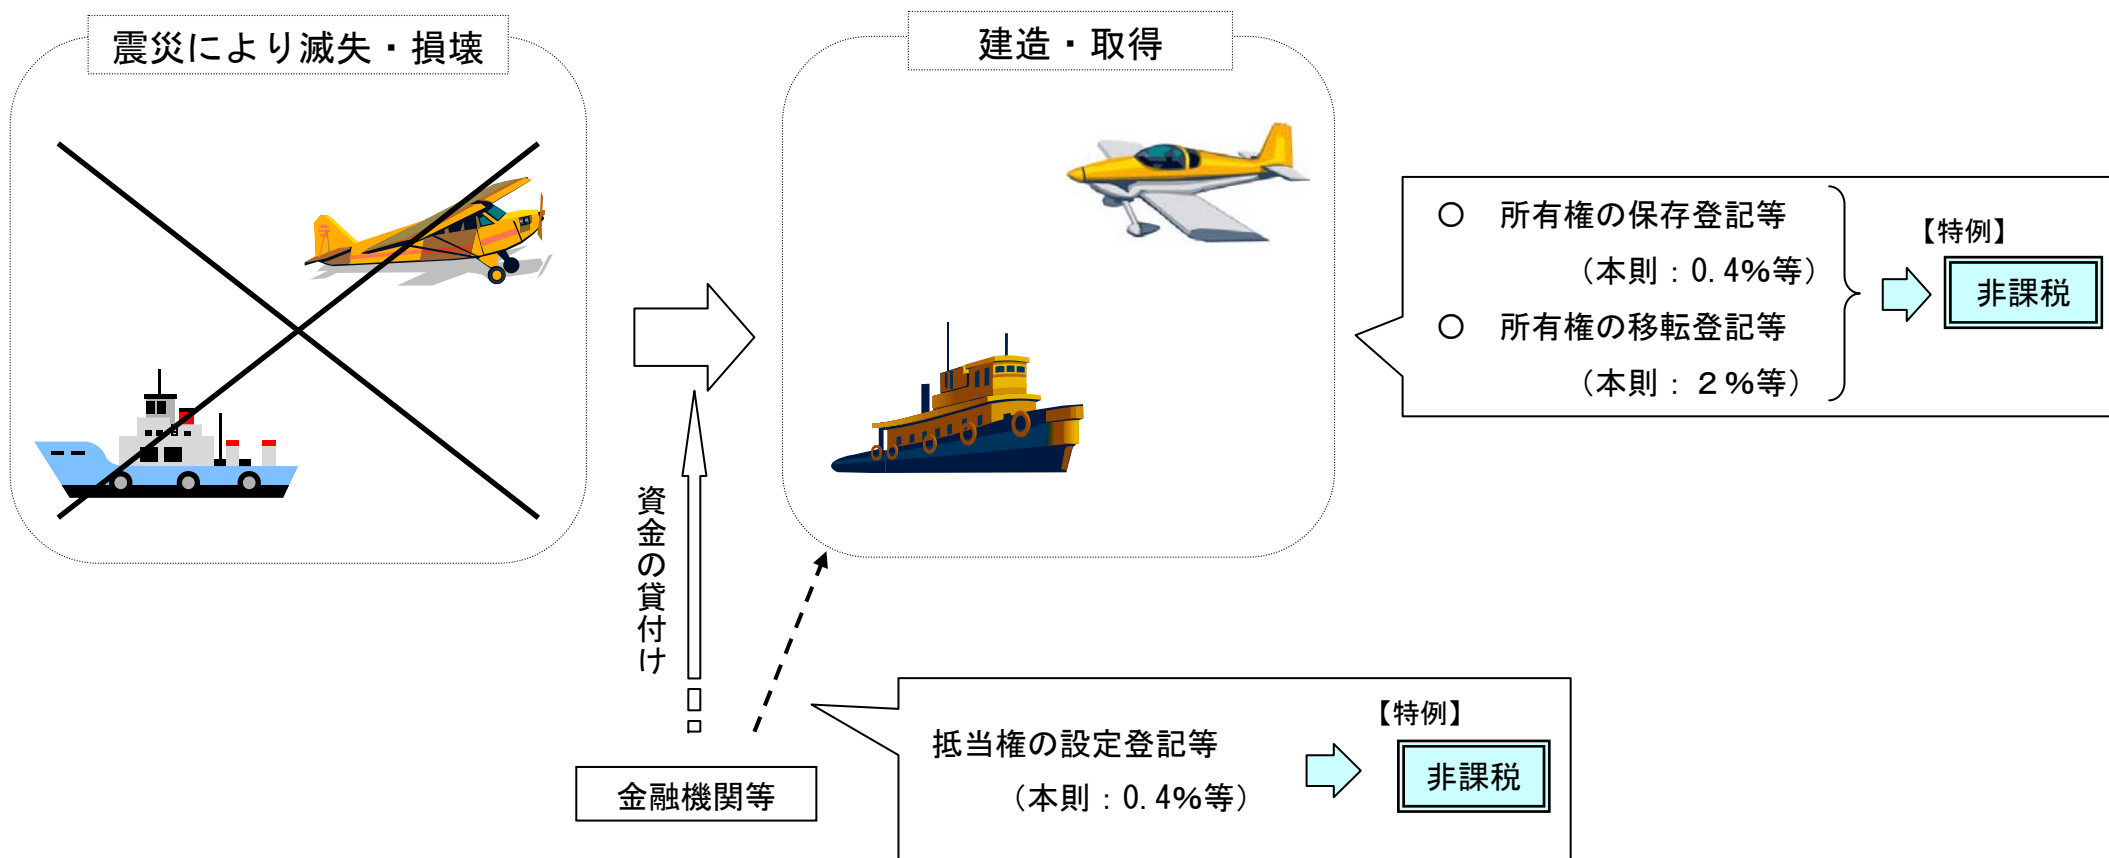 震災により滅失・損壊
建造・取得
○ 所有権の保存登記等
（本則：0.4％等）
○ 所有権の移転登記等
（本則：２％等）
【特例】
非課税
資金の貸付け
金融機関等
抵当権の設定登記等
（本則：0.4％等）
【特例】
非課税